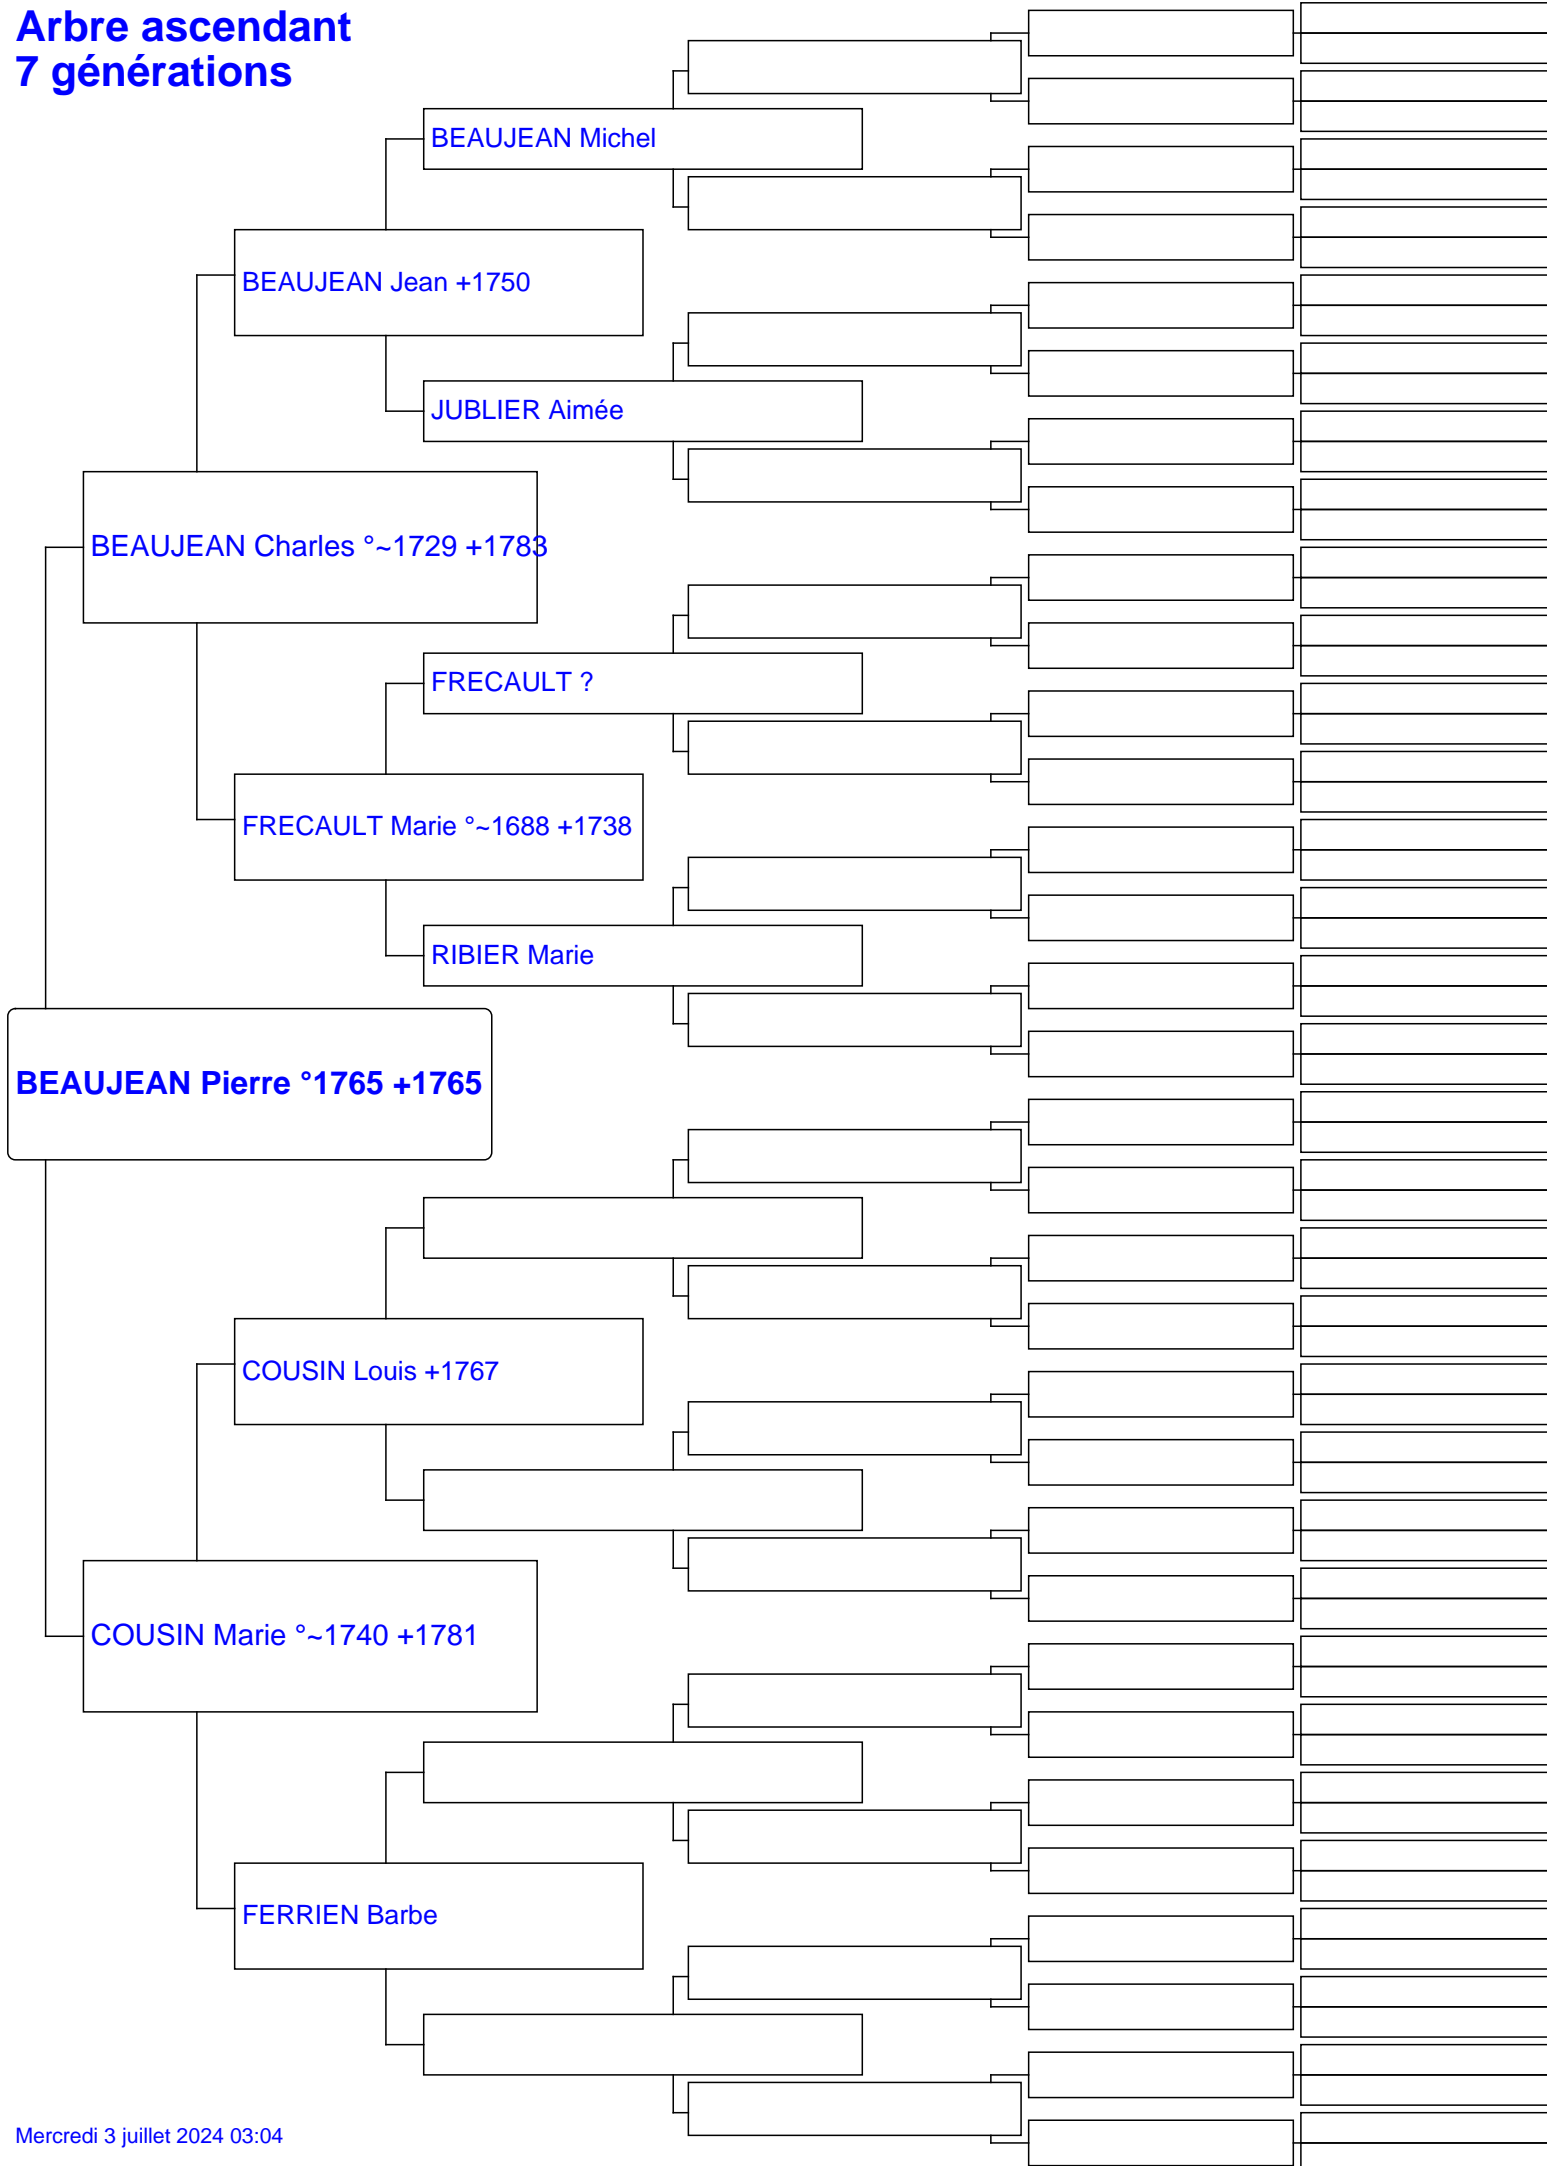 Arbre ascendant
7 générations
BEAUJEAN Michel
BEAUJEAN Jean +1750
JUBLIER Aimée
BEAUJEAN Charles °~1729 +1783
FRECAULT ?
FRECAULT Marie °~1688 +1738
RIBIER Marie
BEAUJEAN Pierre °1765 +1765
COUSIN Louis +1767
COUSIN Marie °~1740 +1781
FERRIEN Barbe
Mercredi 3 juillet 2024 03:04